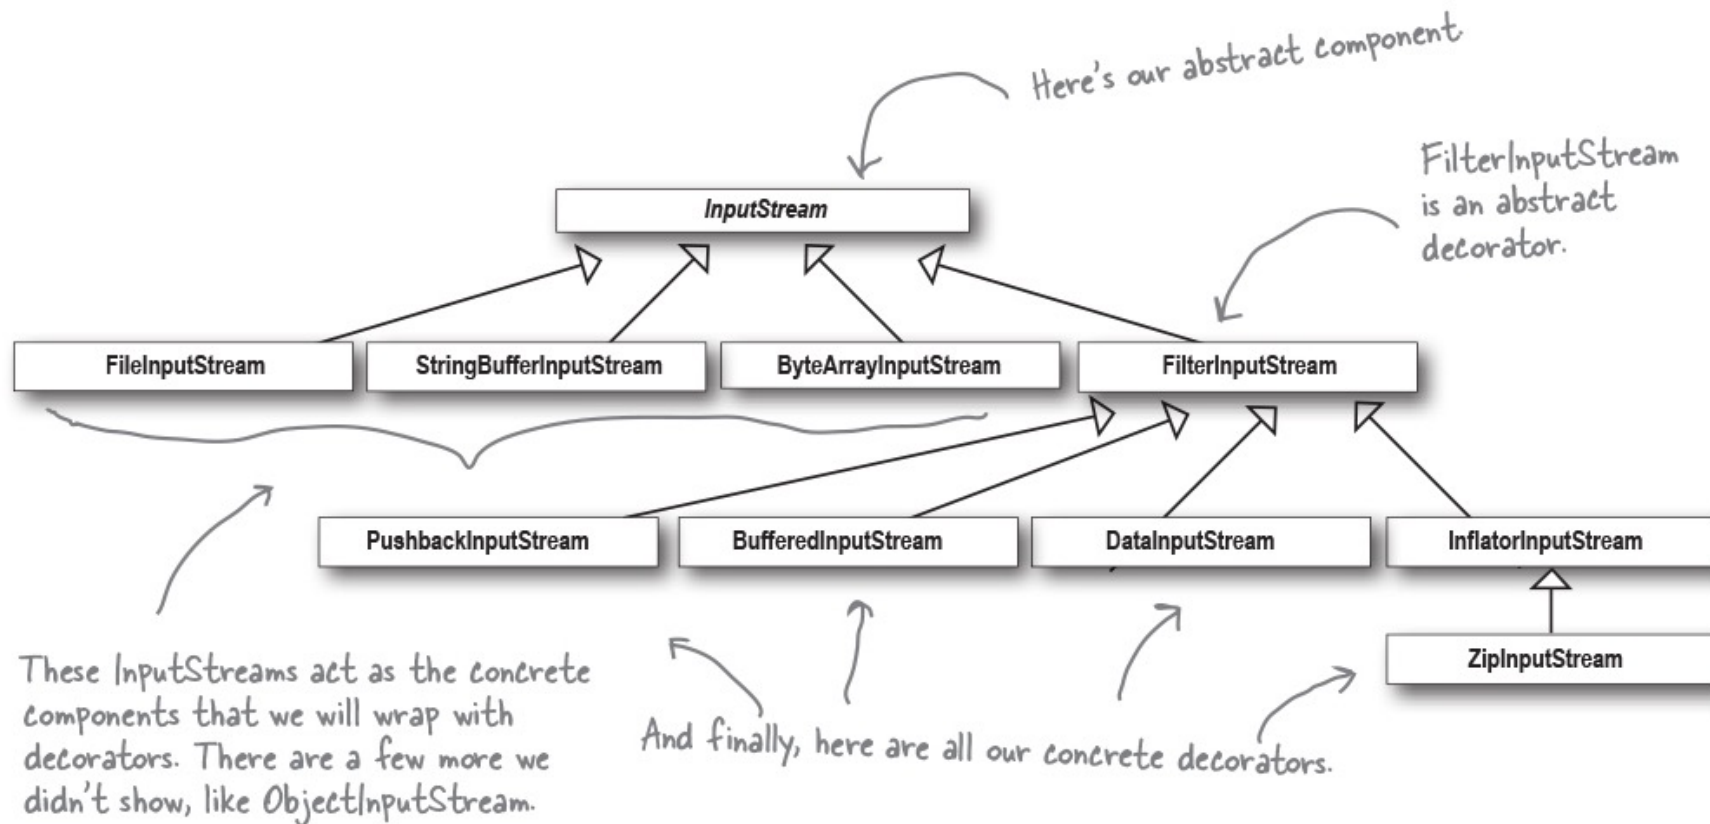 Here's our abstract component.
FilterInputStream
is an abstract
decorator.
InputStream
FileInputStream
StringBufferInputStream
ByteArrayInputStream
FilterInputStream
PushbackInputStream
BufferedInputStream
DataInputStream
InflatorInputStream
ZipInputStream
These InputStreams act as the concrete
components that we will wrap with
decorators. There are a few more we
didn't show, like ObjectInputStream.
And finally, here are all our concrete decorators.